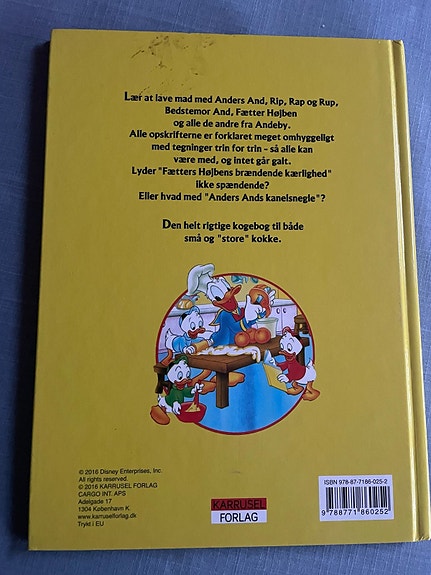 Lær at lave mad med Anders And, Rip, Rap og Rup,
Bedstemor And, Fætter Højben
og alle de andre fra Andeby.
Alle opskrifterne er forklaret meget omhyggeligt
med tegninger trin for trin - så alle kan
være med, og intet går galt.
Lyder "Fætters Højbens brændende kærlighed"
ikke spændende?
Eller hvad med "Anders Ands kanelsnegle"?
Den helt rigtige kogebog til både
små og "store" kokke.
© 2016 Disney Enterprises, Inc.
All rights reserved.
© 2016 KARRUSEL FORLAG
CARGO INT. APS
Adelgade 17
1304 København K.
www.karruselforlag.dk
Trykt i EU
KARRUSEL
FORLAG
ISBN 978-87-7186-025-2
9 788771 860252